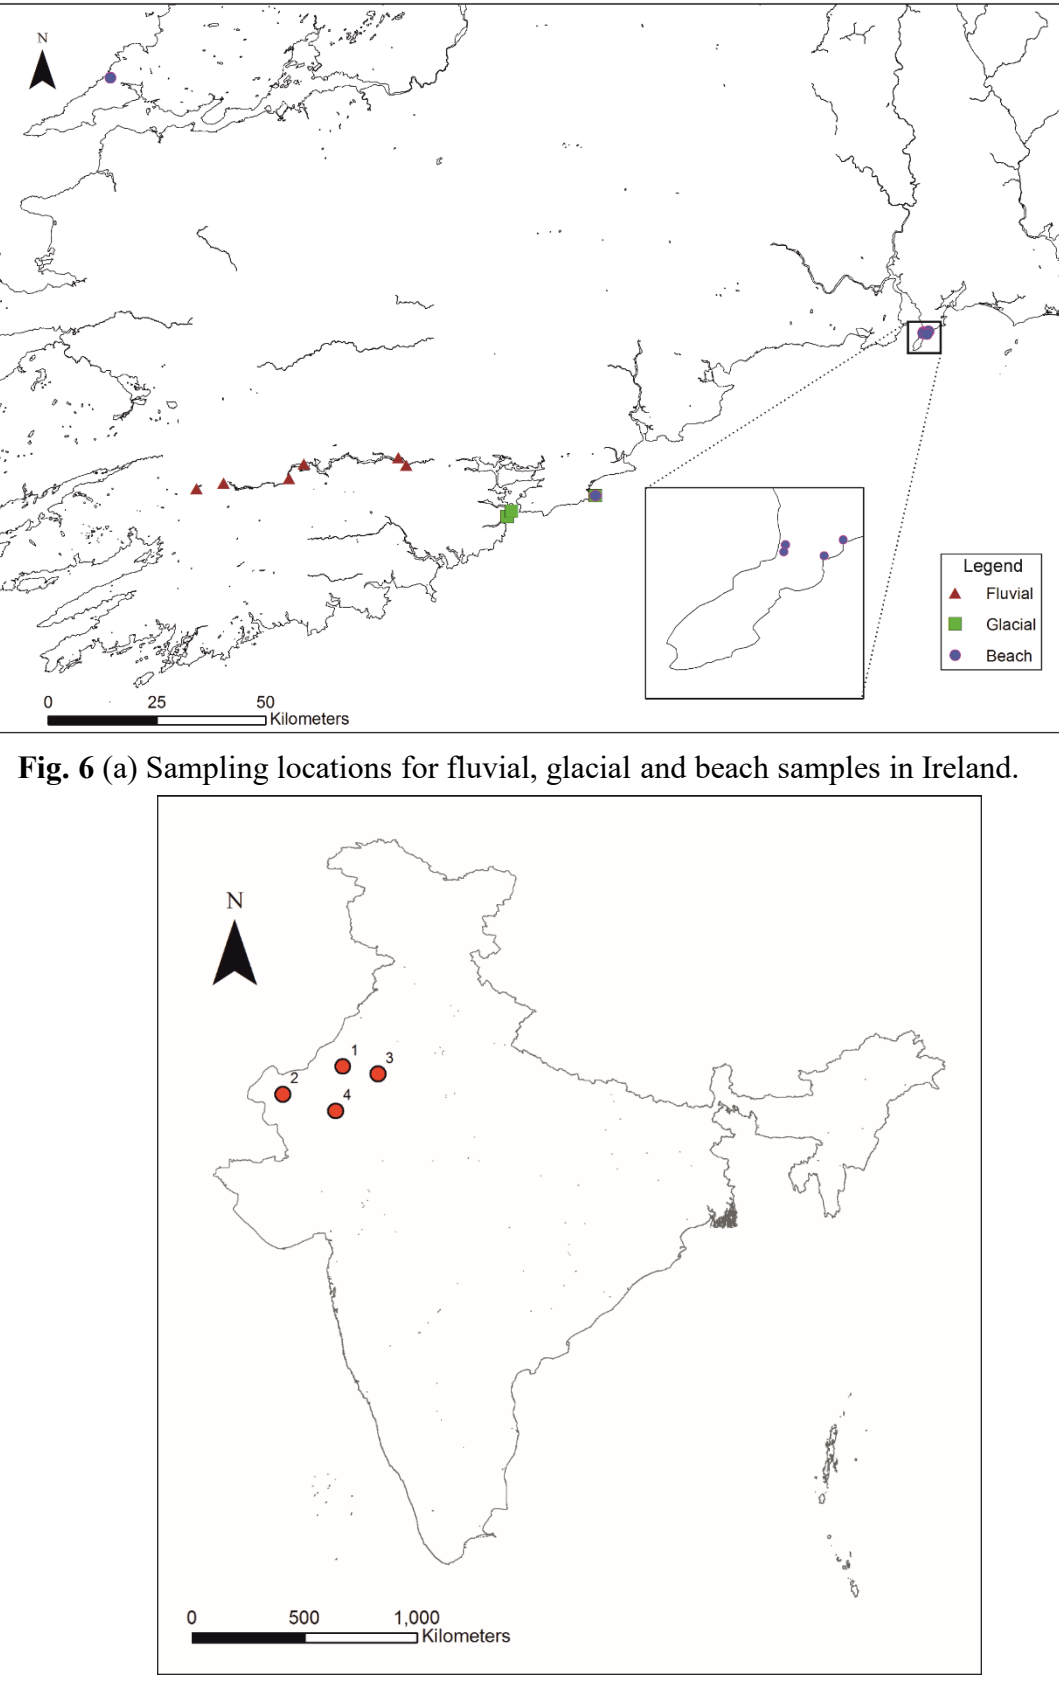 N
Legend
Fluvial
Glacial
Beach
0 25 50
Kilometers
Fig. 6 (a) Sampling locations for fluvial, glacial and beach samples in Ireland.
N
1
3
2
4
0 500 1,000
Kilometers